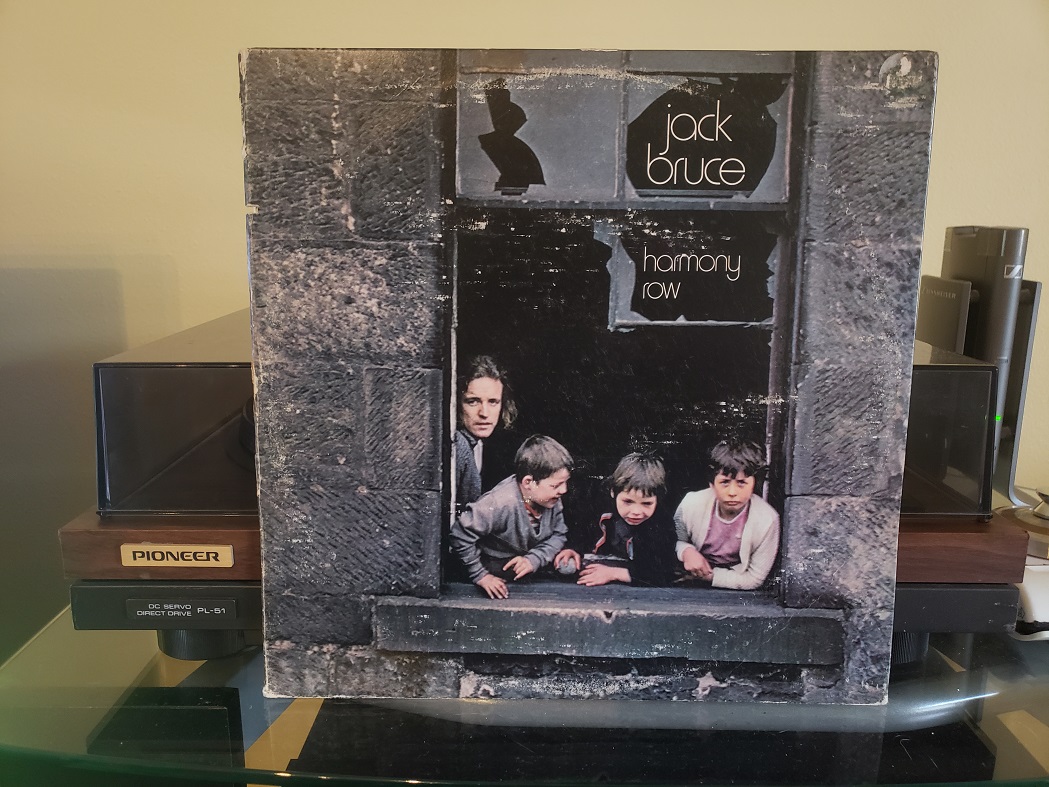 jack
bruce
harmony
row
PIONEER
DC SERVO
DIRECT DRIVE PL-51